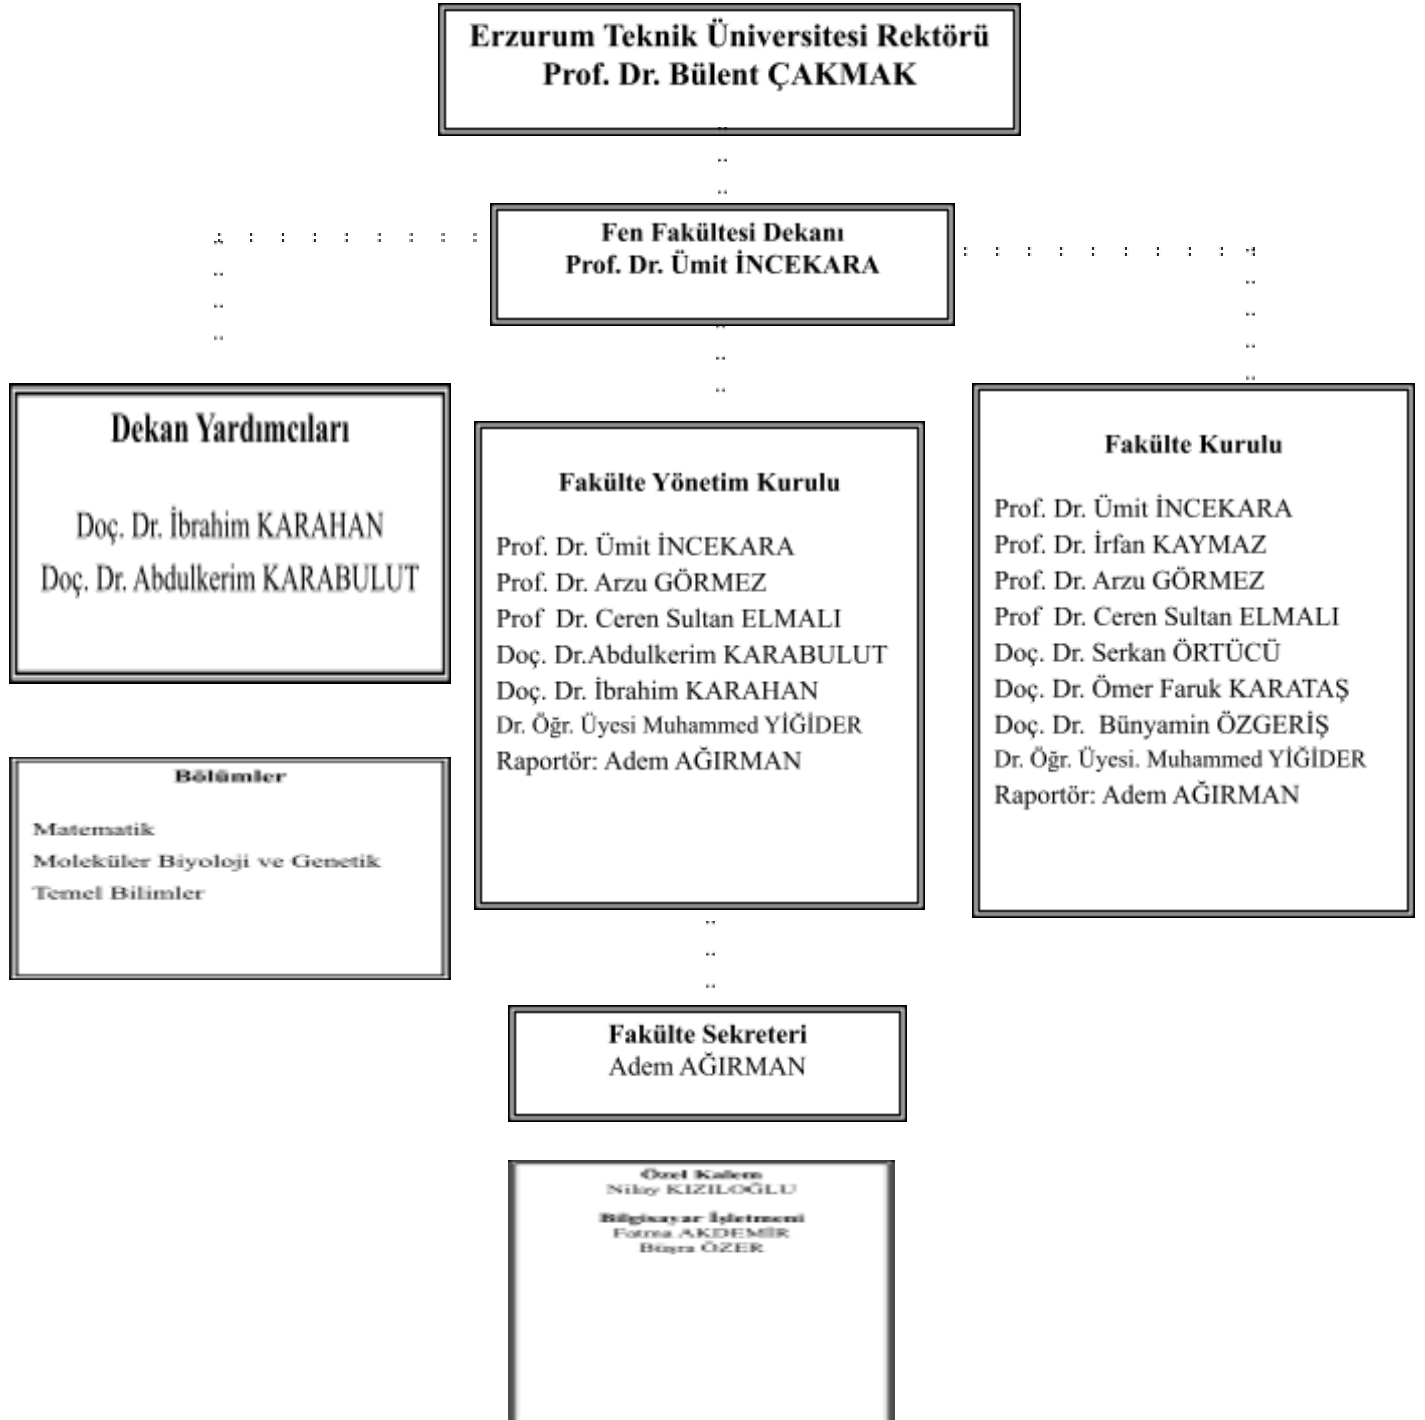 Erzurum Teknik Üniversitesi Rektörü
Prof. Dr. Bülent ÇAKMAK
Fen Fakültesi Dekanı
Prof. Dr. Ümit İNCEKARA
Dekan Yardımcıları
Doç. Dr. İbrahim KARAHAN
Doç. Dr. Abdulkerim KARABULUT
Bölümler
Matematik
Moleküler Biyoloji ve Genetik
Temel Bilimler
Fakülte Yönetim Kurulu
Prof. Dr. Ümit İNCEKARA
Prof. Dr. Arzu GÖRMEZ
Prof  Dr. Ceren Sultan ELMALI
Doç. Dr.Abdulkerim KARABULUT
Doç. Dr. İbrahim KARAHAN
Dr. Öğr. Üyesi Muhammed YİĞİDER
Raportör: Adem AĞIRMAN
Fakülte Kurulu
Prof. Dr. Ümit İNCEKARA
Prof. Dr. İrfan KAYMAZ
Prof. Dr. Arzu GÖRMEZ
Prof  Dr. Ceren Sultan ELMALI
Doç. Dr. Serkan ÖRTÜCÜ
Doç. Dr. Ömer Faruk KARATAŞ
Doç. Dr.  Bünyamin ÖZGERİŞ
Dr. Öğr. Üyesi. Muhammed YİĞİDER
Raportör: Adem AĞIRMAN
Fakülte Sekreteri
Adem AĞIRMAN
Özel Kalem
Nilay KIZILOĞLU
Bilgisayar İşletmeni
Fatma AKDEMİR
Büşra ÖZER